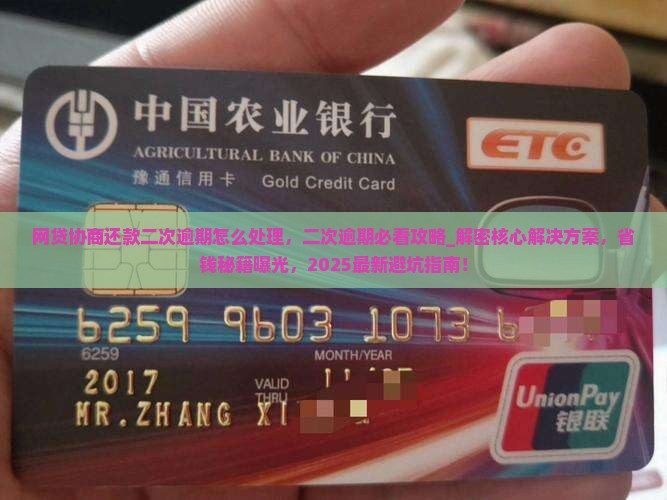 中国农业银行
ETC
AGRICULTURAL BANK OF CHINA
豫通信用卡 Gold Credit Card
网贷协商还款二次逾期怎么处理，二次逾期必看攻略_解密核心解决方案，省
钱秘籍曝光，2025最新避坑指南！
6259 9603 1073
6259
MONTH/YEAR
2017
VALID
THRU
MR.ZHANG XI
UnionPay
银联